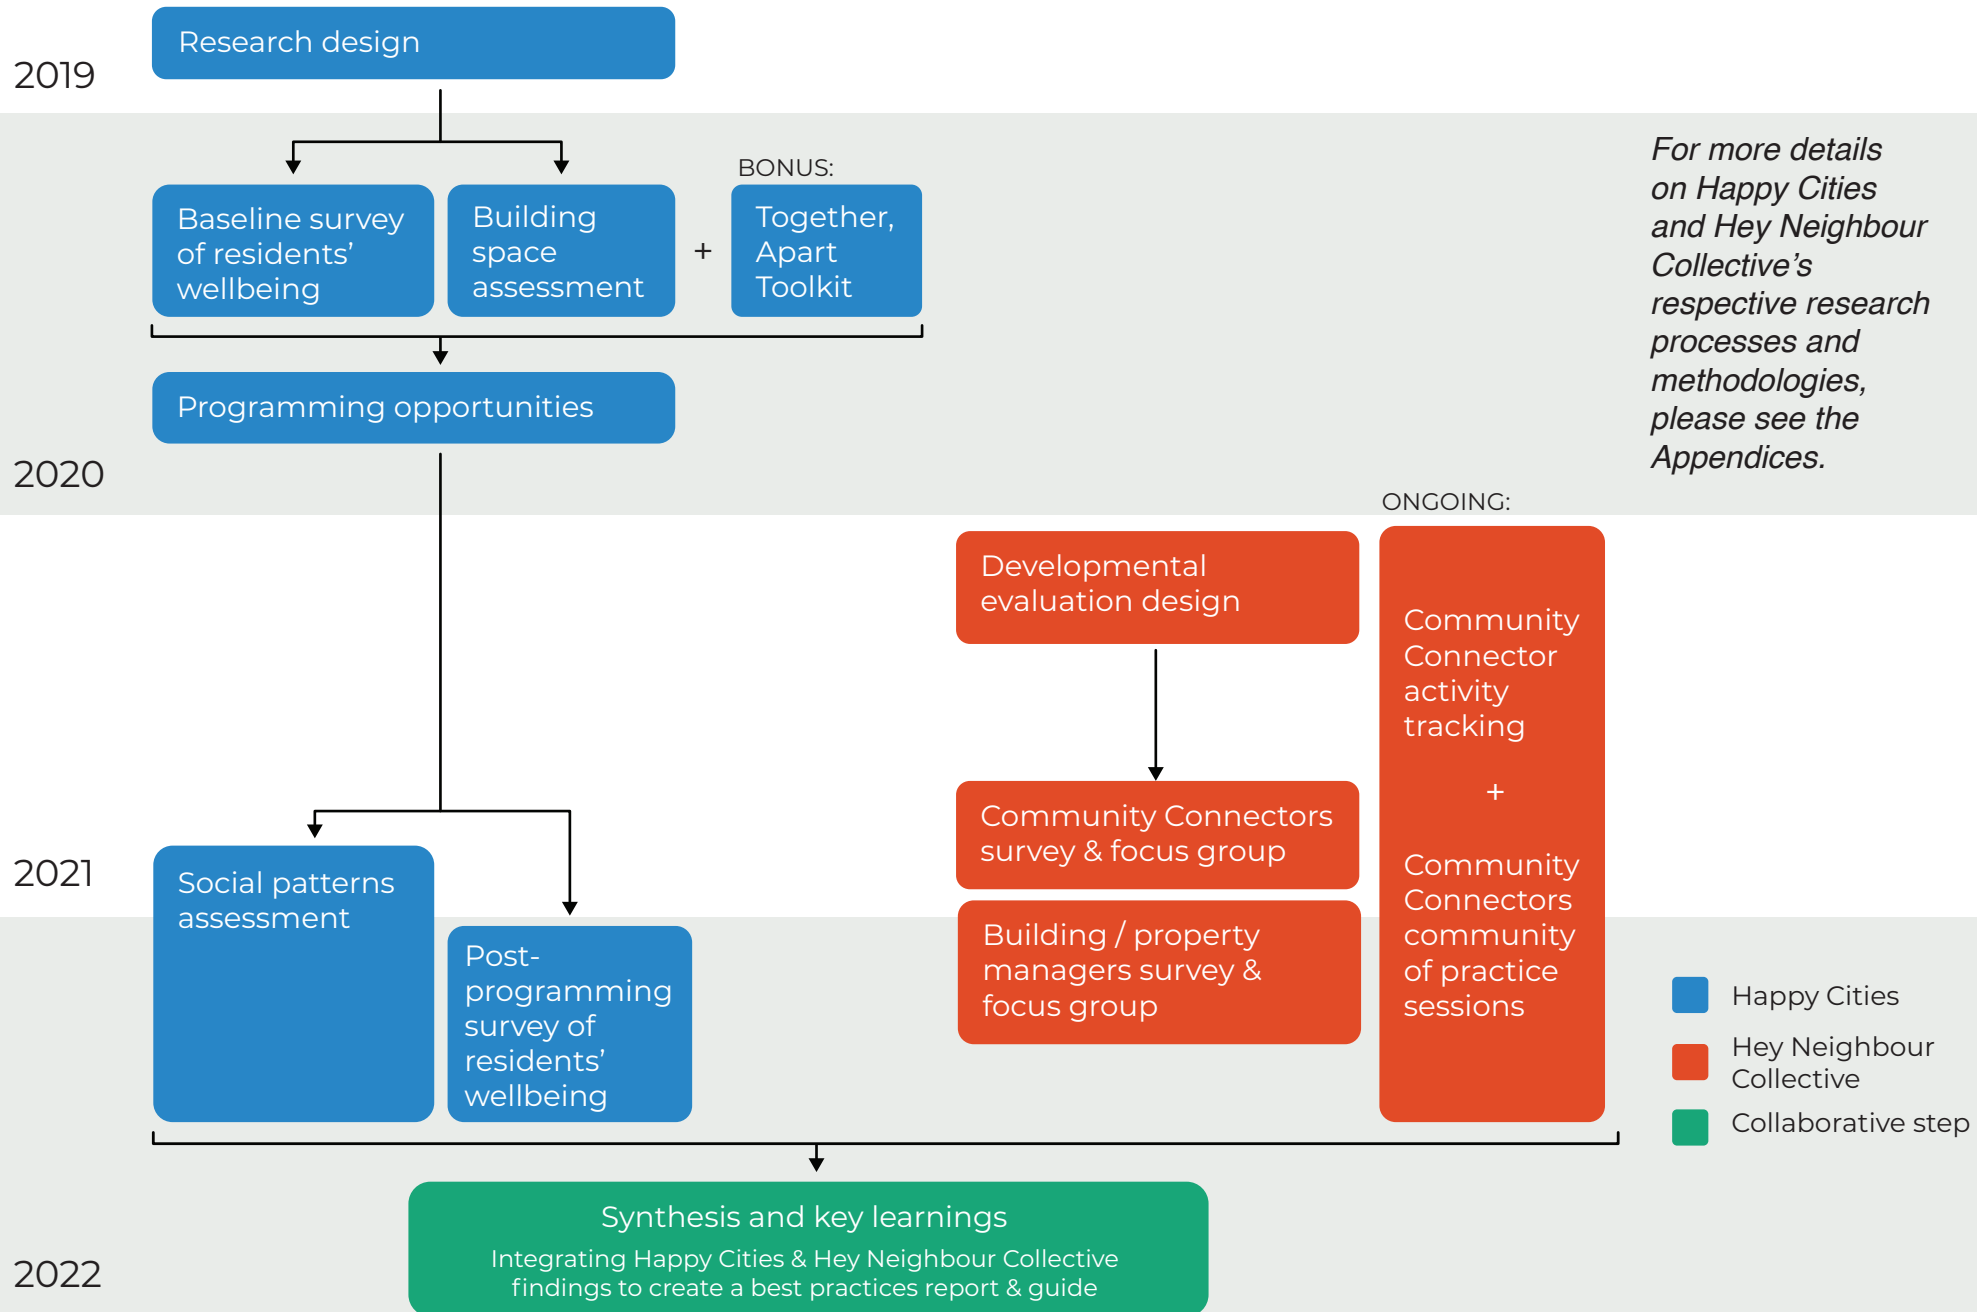 2019
Research design
BONUS:
Baseline survey
of residents'
wellbeing
Building
space
assessment
+
Together,
Apart
Toolkit
Programming opportunities
2020
For more details
on Happy Cities
and Hey Neighbour
Collective's
respective research
processes and
methodologies,
please see the
Appendices.
ONGOING:
Developmental
evaluation design
Community
Connector
activity
tracking
+
Community
Connectors
community
of practice
sessions
Community Connectors
survey & focus group
2021
Social patterns
assessment
Post-
programming
survey of
residents'
wellbeing
Building / property
managers survey &
focus group
Happy Cities
Hey Neighbour
Collective
Collaborative step
Synthesis and key learnings
Integrating Happy Cities & Hey Neighbour Collective
findings to create a best practices report & guide
2022